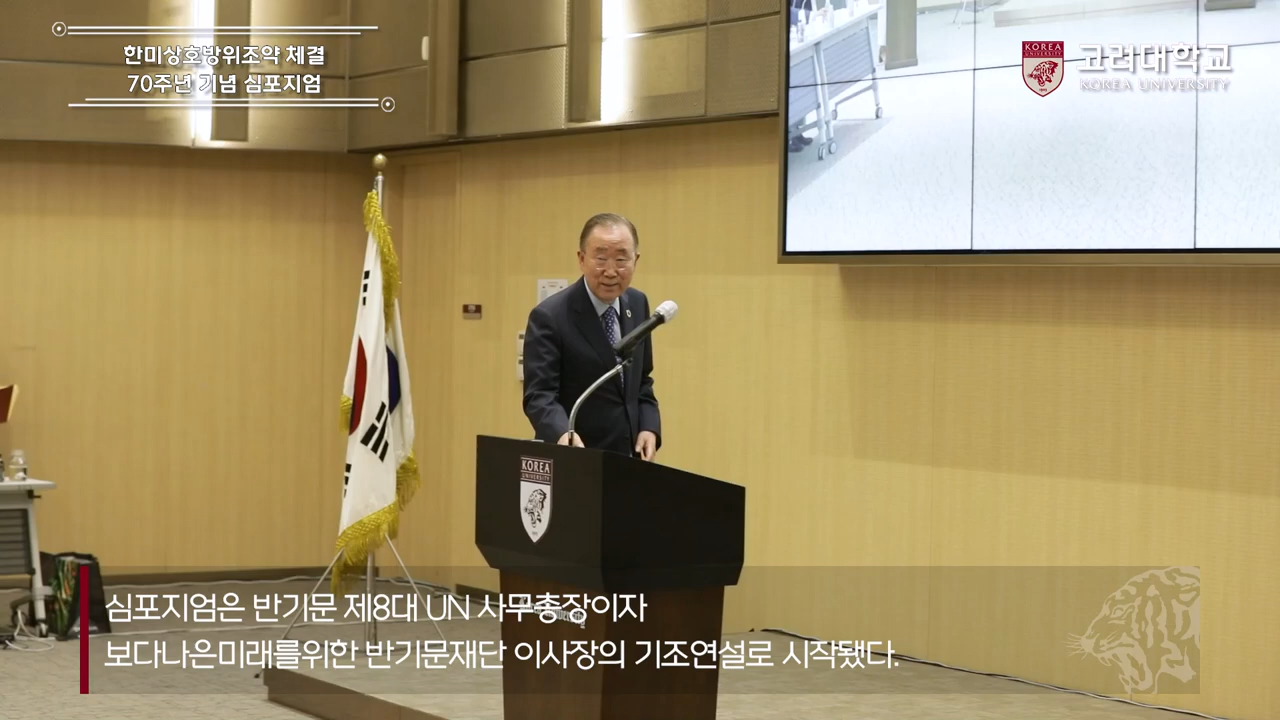 한미상호방위조약 체결
70주년 기념 심포지엄
KOREA
UNIVERSITY
1905
고려대학교
KOREA UNIVERSITY
KOREA
UNIVERSITY
심포지엄은 반기문 제8대 UN 사무총장이자
보다나은미래를위한 반기문재단 이사장의 기조연설로 시작됐다.